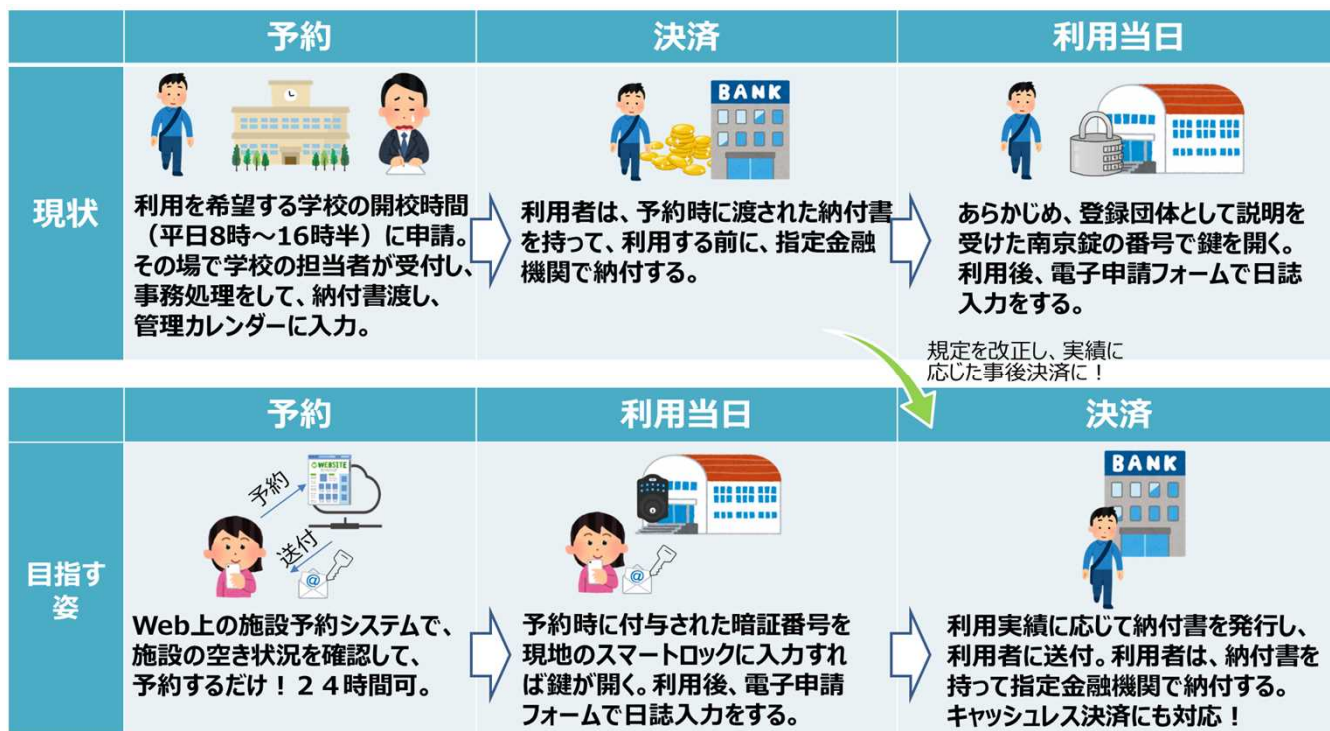 予約
決済
利用当日
現状
BANK
利用を希望する学校の開校時間
（平日8時～16時半）に申請。
その場で学校の担当者が受付し、
事務処理をして、納付書渡し、
管理カレンダーに入力。
利用者は、予約時に渡された納付書
を持って、利用する前に、指定金融
機関で納付する。
あらかじめ、登録団体として説明を
受けた南京錠の番号で鍵を開く。
利用後、電子申請フォームで日誌
入力をする。
規定を改正し、実績に
応じた事後決済に！
予約
利用当日
決済
目指す
姿
WEBSITE
予約
送付
@
Web上の施設予約システムで、
施設の空き状況を確認して、
予約するだけ！２４時間可。
@
予約時に付与された暗証番号を
現地のスマートロックに入力すれ
ば鍵が開く。利用後、電子申請
フォームで日誌入力をする。
BANK
利用実績に応じて納付書を発行し、
利用者に送付。利用者は、納付書を
持って指定金融機関で納付する。
キャッシュレス決済にも対応！